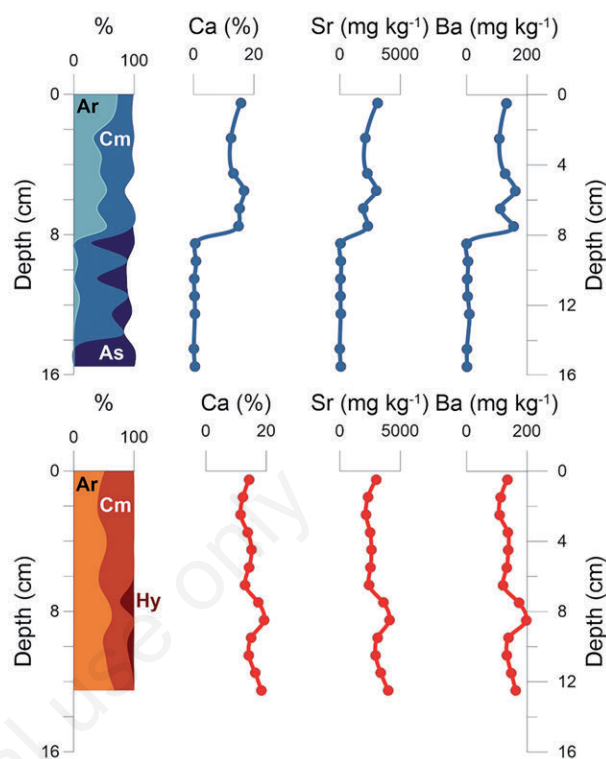 % Ca (%) Sr (mg kg⁻¹) Ba (mg kg⁻¹)
0 100 0 20 0 5000 0 200
Depth (cm)
0
8
16
Ar
Cm
As
0
4
8
12
16
Depth (cm)
% Ca (%) Sr (mg kg⁻¹) Ba (mg kg⁻¹)
0 100 0 20 0 5000 0 200
Depth (cm)
0
8
16
Ar
Cm
Hy
0
4
8
12
16
Depth (cm)
al use only